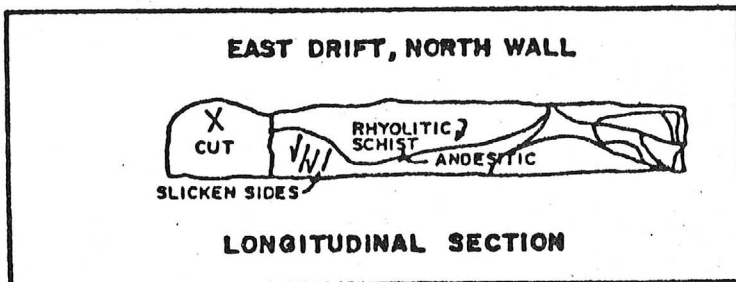 EAST DRIFT, NORTH WALL
X
CUT
RHYOLITIC
SCHIST
ANDESITIC
SLICKEN SIDES
LONGITUDINAL SECTION